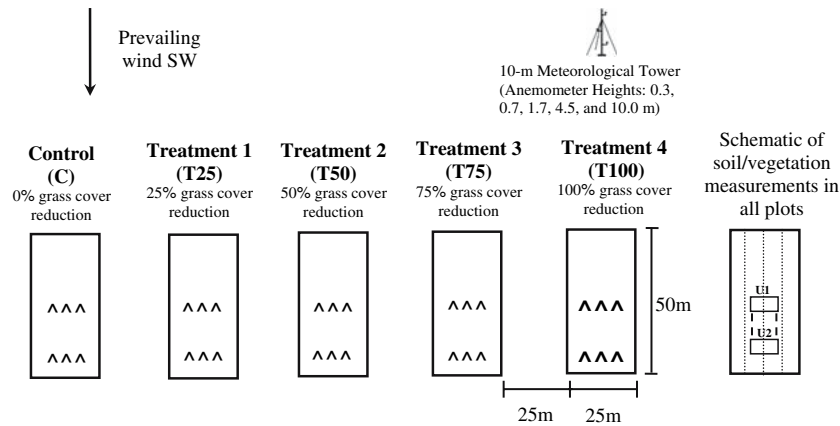 Prevailing
wind SW
10-m Meteorological Tower
(Anemometer Heights: 0.3,
0.7, 1.7, 4.5, and 10.0 m)
Control
(C)
0% grass cover
reduction
Treatment 1
(T25)
25% grass cover
reduction
Treatment 2
(T50)
50% grass cover
reduction
Treatment 3
(T75)
75% grass cover
reduction
Treatment 4
(T100)
100% grass cover
reduction
Schematic of
soil/vegetation
measurements in
all plots
U1
U2
50m
25m
25m